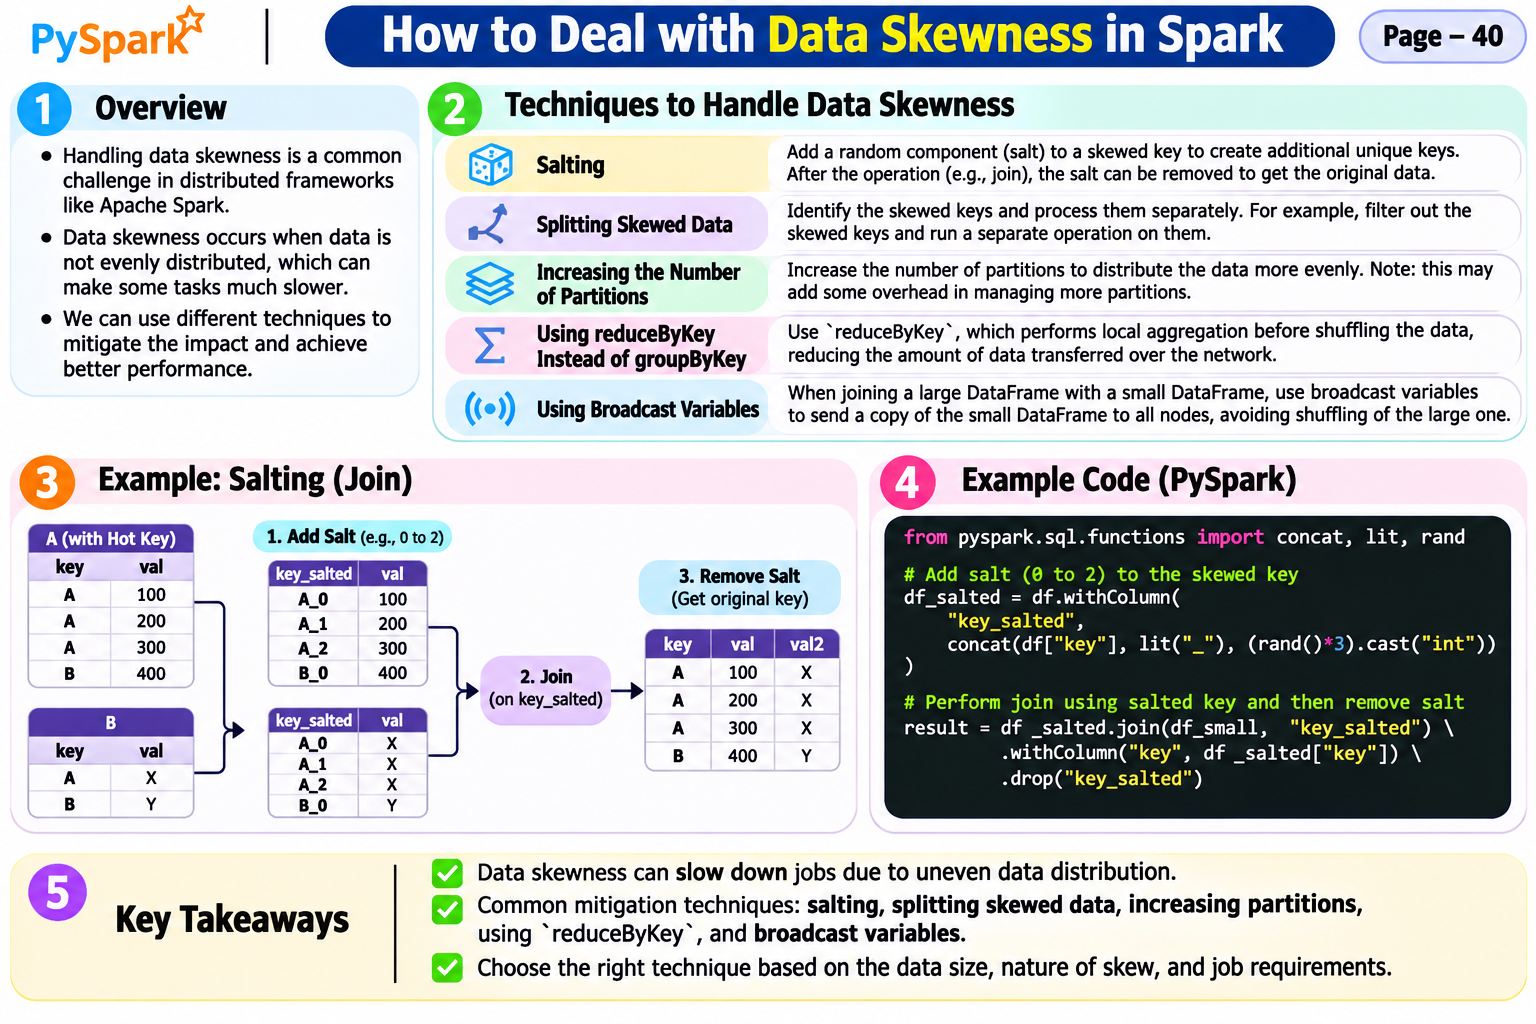 PySpark
How to Deal with Data Skewness in Spark
Page – 40
1
Overview
• Handling data skewness is a common
challenge in distributed frameworks
like Apache Spark.
• Data skewness occurs when data is
not evenly distributed, which can
make some tasks much slower.
• We can use different techniques to
mitigate the impact and achieve
better performance.
2
Techniques to Handle Data Skewness
Salting
Add a random component (salt) to a skewed key to create additional unique keys.
After the operation (e.g., join), the salt can be removed to get the original data.
Splitting Skewed Data
Identify the skewed keys and process them separately. For example, filter out the
skewed keys and run a separate operation on them.
Increasing the Number
of Partitions
Increase the number of partitions to distribute the data more evenly. Note: this may
add some overhead in managing more partitions.
Using reduceByKey
Instead of groupByKey
Use `reduceByKey`, which performs local aggregation before shuffling the data,
reducing the amount of data transferred over the network.
Using Broadcast Variables
When joining a large DataFrame with a small DataFrame, use broadcast variables
to send a copy of the small DataFrame to all nodes, avoiding shuffling of the large one.
3
Example: Salting (Join)
A (with Hot Key)
key val
A 100
A 200
A 300
B 400
B
key val
A X
B Y
1. Add Salt (e.g., 0 to 2)
key_salted val
A_0 100
A_1 200
A_2 300
B_0 400
key_salted val
A_0 X
A_1 X
A_2 X
B_0 Y
2. Join
(on key_salted)
3. Remove Salt
(Get original key)
key val val2
A 100 X
A 200 X
A 300 X
B 400 Y
4
Example Code (PySpark)
from pyspark.sql.functions import concat, lit, rand
# Add salt (0 to 2) to the skewed key
df_salted = df.withColumn(
"key_salted",
concat(df["key"], lit("_"), (rand()*3).cast("int"))
)
# Perform join using salted key and then remove salt
result = df _salted.join(df_small, "key_salted") \
.withColumn("key", df _salted["key"]) \
.drop("key_salted")
5
Key Takeaways
Data skewness can slow down jobs due to uneven data distribution.
Common mitigation techniques: salting, splitting skewed data, increasing partitions,
using `reduceByKey`, and broadcast variables.
Choose the right technique based on the data size, nature of skew, and job requirements.